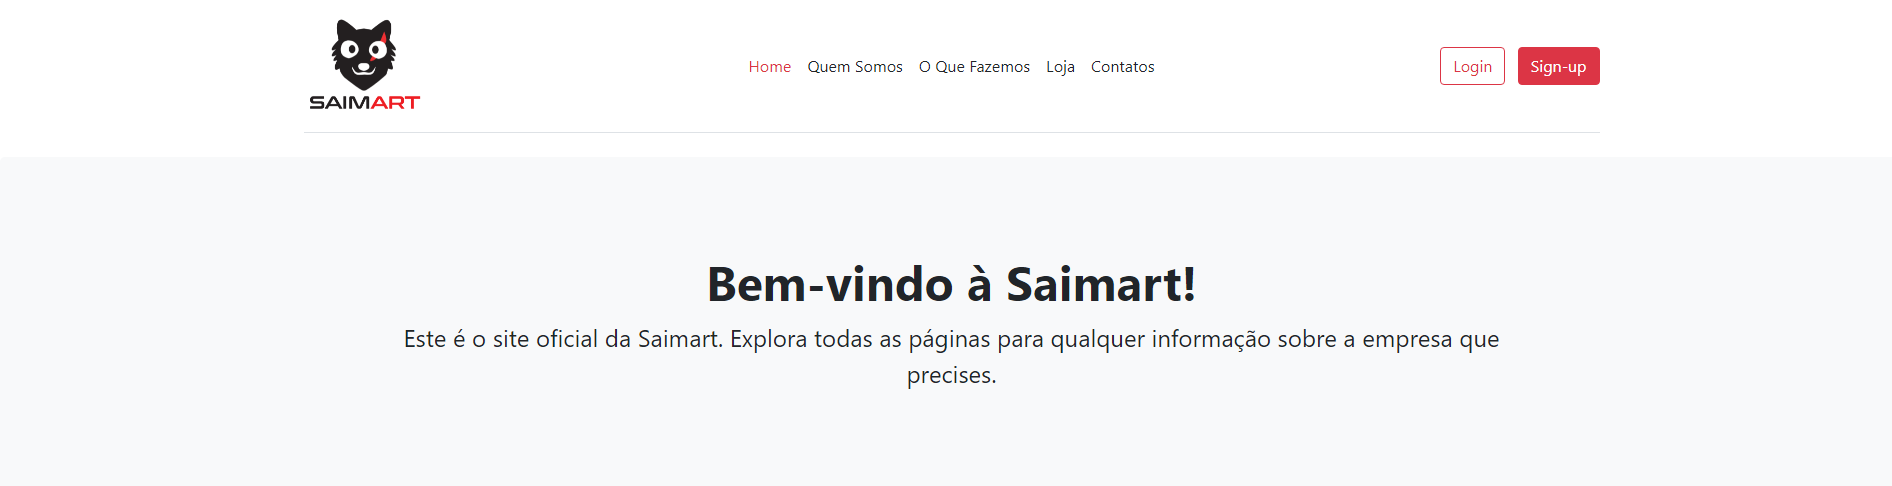 SAIMART
Home Quem Somos O Que Fazemos Loja Contatos
Login Sign-up
Bem-vindo à Saimart!
Este é o site oficial da Saimart. Explora todas as páginas para qualquer informação sobre a empresa que
precises.